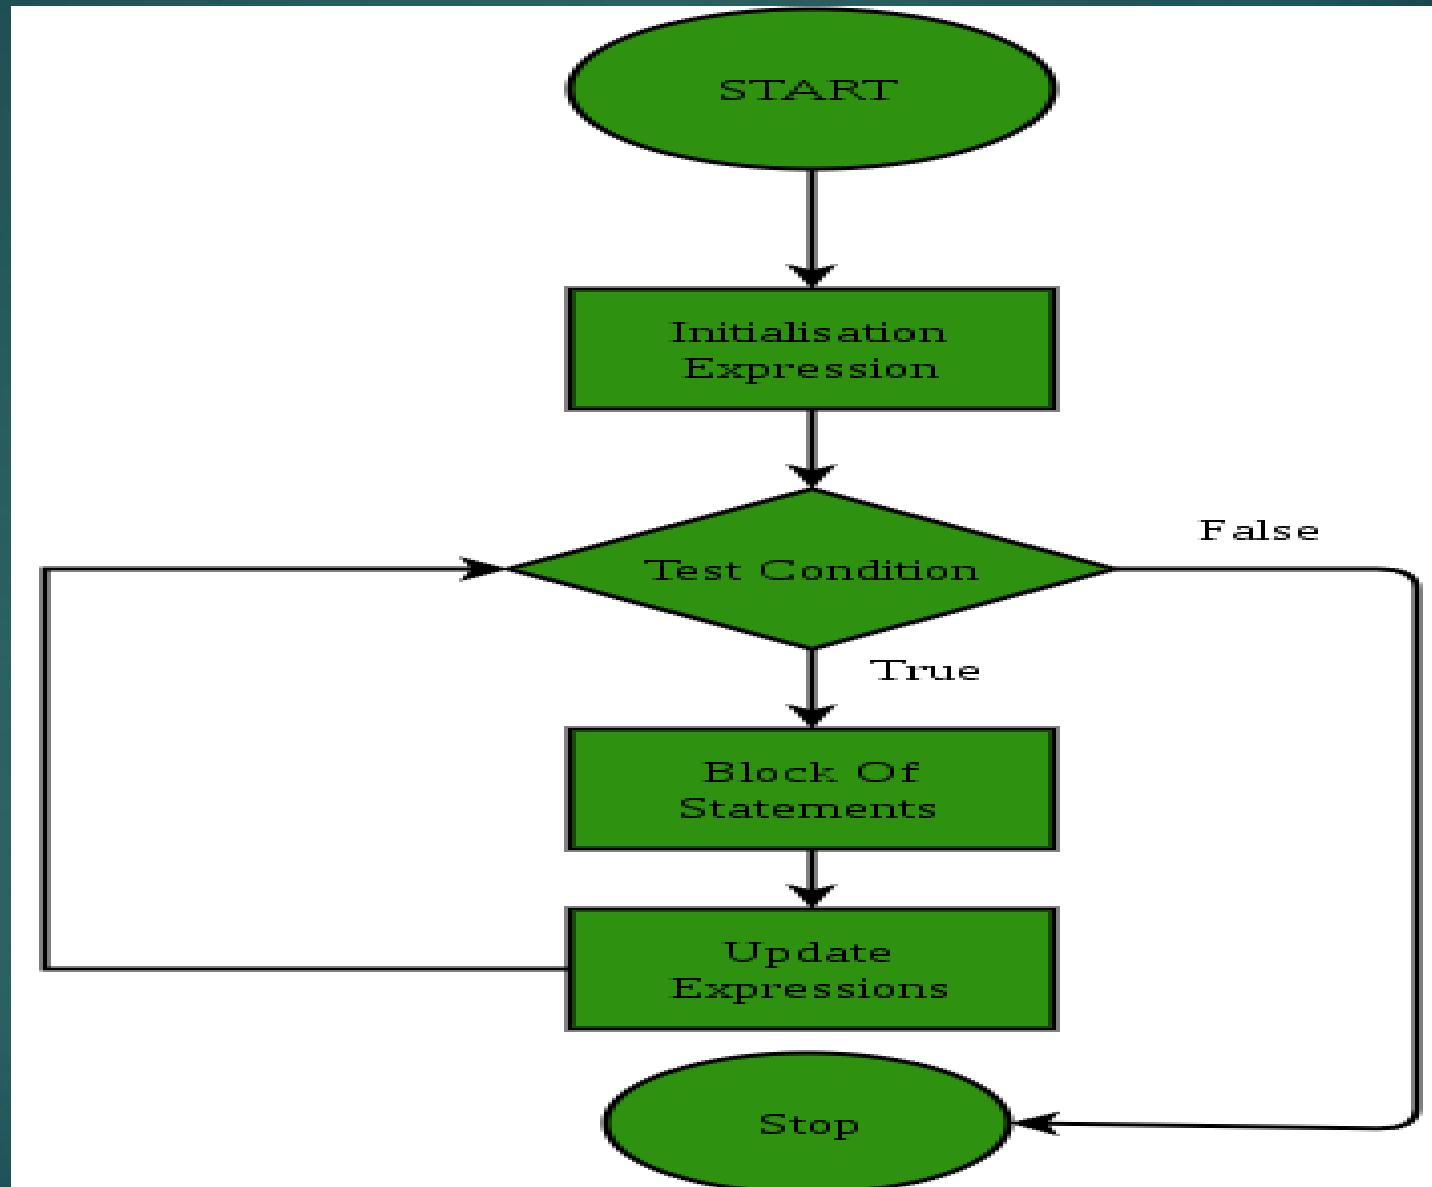 START
Initialisation
Expression
Test Condition
False
True
Block Of
Statements
Update
Expressions
Stop